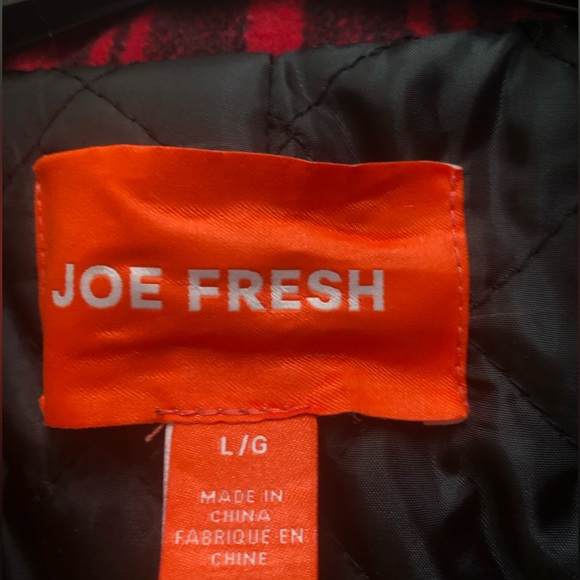 JOE FRESH
L/G
MADE IN
CHINA
FABRIQUE EN
CHINE